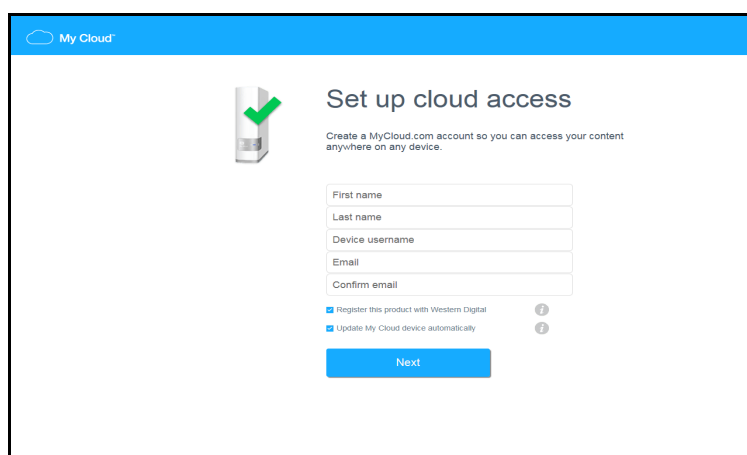 My Cloud™
Set up cloud access
Create a MyCloud.com account so you can access your content
anywhere on any device.
First name
Last name
Device username
Email
Confirm email
Register this product with Western Digital
Update My Cloud device automatically
Next